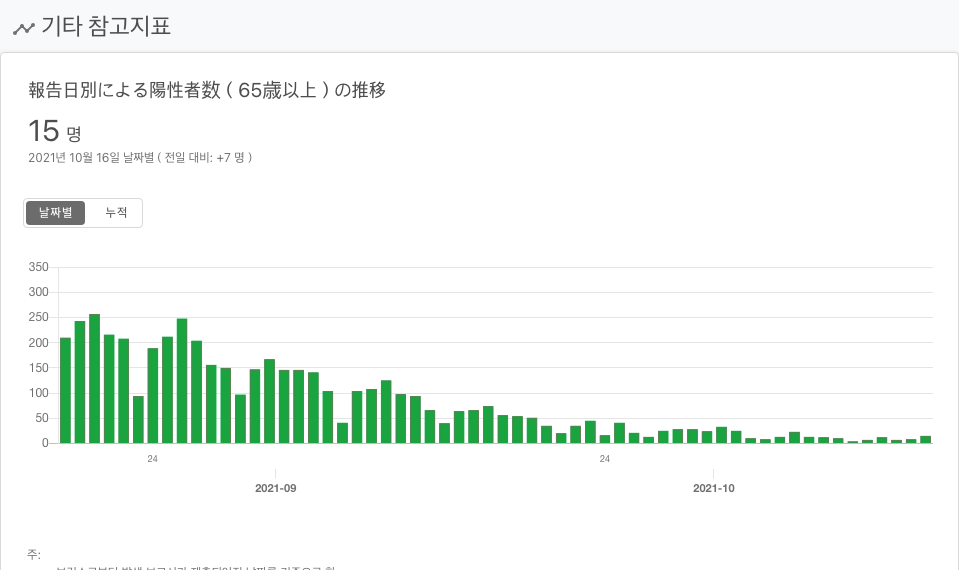 기타 참고지표
報告日別による陽性者数 ( 65歳以上 ) の推移
15 명
2021년 10월 16일 날짜별 ( 전일 대비: +7 명 )
날짜별 누적
350
300
250
200
150
100
50
0
24 24
2021-09 2021-10
주: